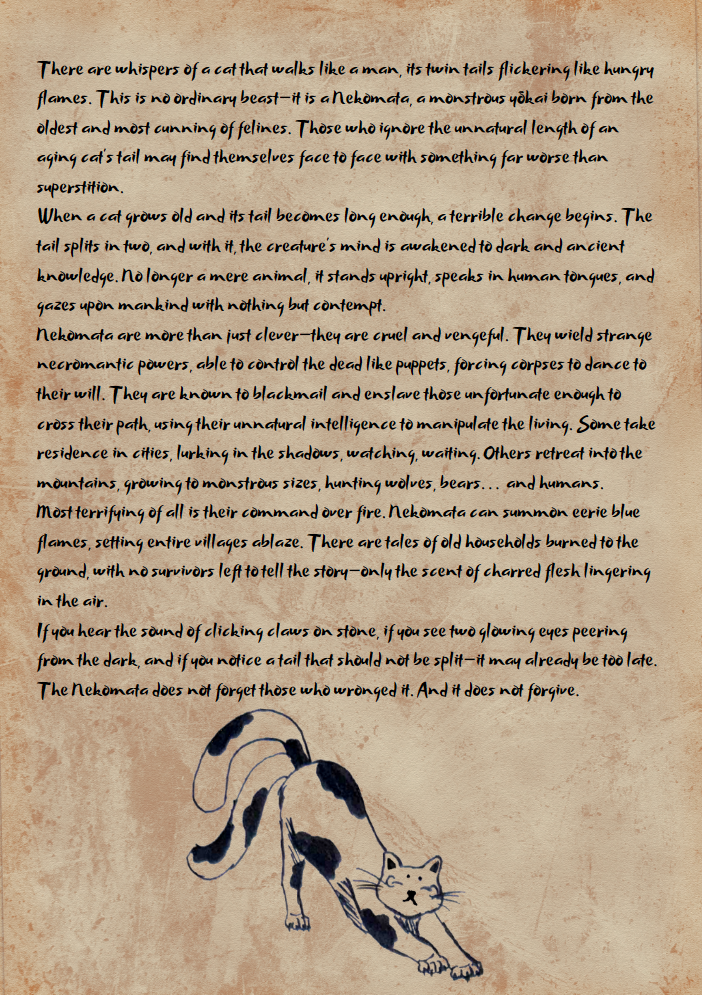 There are whispers of a cat that walks like a man, its twin tails flickering like hungry
flames. This is no ordinary beast—it is a Nekomata, a monstrous yōkai born from the
oldest and most cunning of felines. Those who ignore the unnatural length of an
aging cat's tail may find themselves face to face with something far worse than
superstition.
When a cat grows old and its tail becomes long enough, a terrible change begins. The
tail splits in two, and with it, the creature's mind is awakened to dark and ancient
knowledge. No longer a mere animal, it stands upright, speaks in human tongues, and
gazes upon mankind with nothing but contempt.
Nekomata are more than just clever—they are cruel and vengeful. They wield strange
necromantic powers, able to control the dead like puppets, forcing corpses to dance to
their will. They are known to blackmail and enslave those unfortunate enough to
cross their path, using their unnatural intelligence to manipulate the living. Some take
residence in cities, lurking in the shadows, watching, waiting. Others retreat into the
mountains, growing to monstrous sizes, hunting wolves, bears... and humans.
Most terrifying of all is their command over fire. Nekomata can summon eerie blue
flames, setting entire villages ablaze. There are tales of old households burned to the
ground, with no survivors left to tell the story—only the scent of charred flesh lingering
in the air.
If you hear the sound of clicking claws on stone, if you see two glowing eyes peering
from the dark, and if you notice a tail that should not be split—it may already be too late.
The Nekomata does not forget those who wronged it. And it does not forgive.